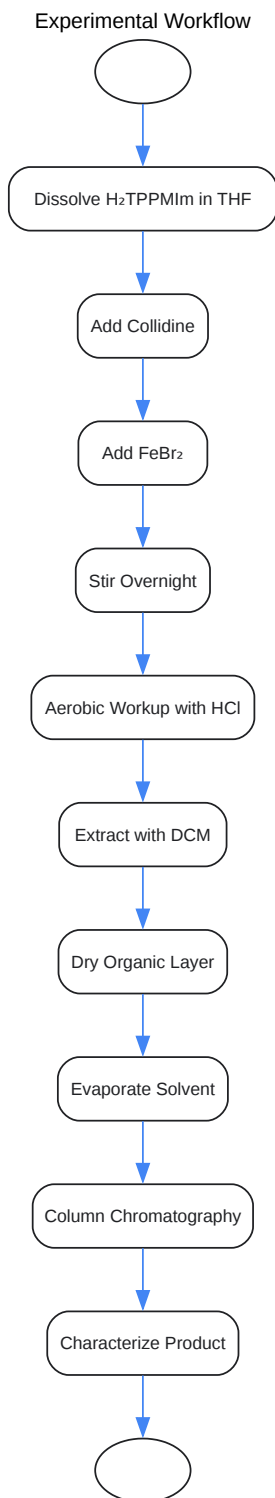 Experimental Workflow
Dissolve H₂TPPMIm in THF
Add Collidine
Add FeBr₂
Stir Overnight
Aerobic Workup with HCl
Extract with DCM
Dry Organic Layer
Evaporate Solvent
Column Chromatography
Characterize Product